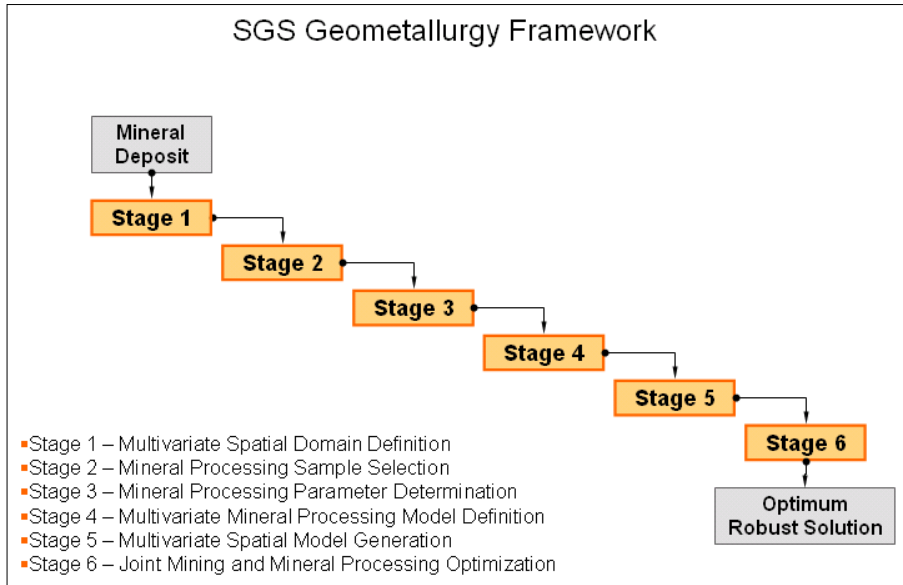 SGS Geometallurgy Framework
Mineral
Deposit
Stage 1
Stage 2
Stage 3
Stage 4
Stage 5
Stage 6
Optimum
Robust Solution
▪Stage 1 – Multivariate Spatial Domain Definition
▪Stage 2 – Mineral Processing Sample Selection
▪Stage 3 – Mineral Processing Parameter Determination
▪Stage 4 – Multivariate Mineral Processing Model Definition
▪Stage 5 – Multivariate Spatial Model Generation
▪Stage 6 – Joint Mining and Mineral Processing Optimization